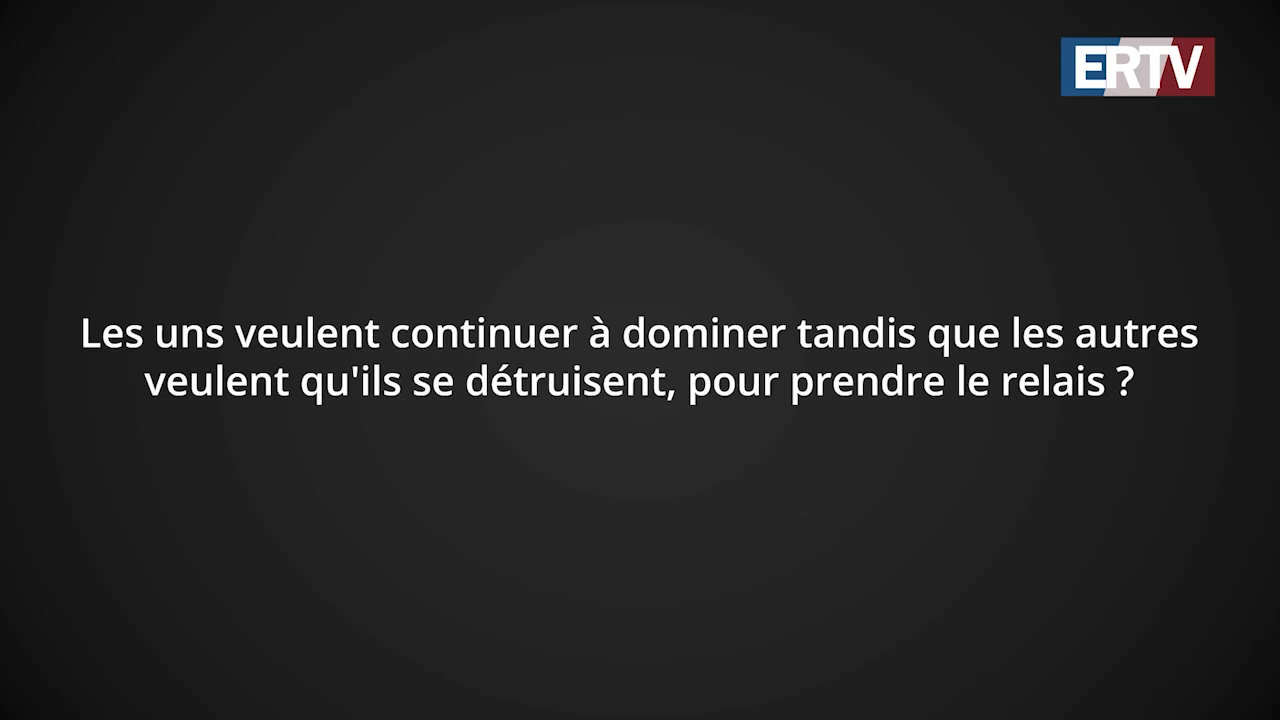 ERTV
Les uns veulent continuer à dominer tandis que les autres
veulent qu'ils se détruisent, pour prendre le relais ?